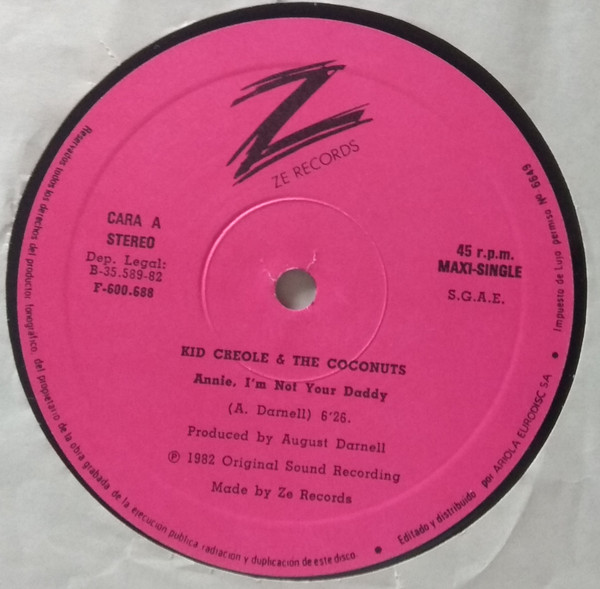 Z
ZE RECORDS
CARA A
STEREO
Dep. Legal:
B-35.589-82
F-600.688
45 r.p.m.
MAXI-SINGLE
S.G.A.E.
KID CREOLE & THE COCONUTS
Annie, I'm Not Your Daddy
(A. Darnell) 6'26.
Produced by August Darnell
℗ 1982 Original Sound Recording
Made by Ze Records
Reservados todos los derechos del productor fonográfico, del propietario de la obra grabada de la ejecución pública radiación y duplicación de este disco. • Editado y distribuido por ARIOLA EURODISC S.A • Impuesto de Lujo permiso Nº 6649